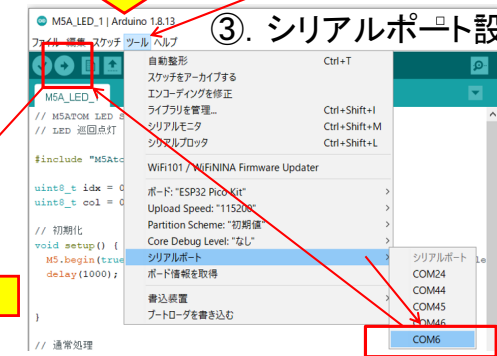 M5A_LED_1 | Arduino 1.8.13
③. シリアルポート設
ファイル 編集 スケッチ ツール ヘルプ
自動整形 Ctrl+T
スケッチをアーカイブする
エンコーディングを修正
ライブラリを管理... Ctrl+Shift+I
シリアルモニタ Ctrl+Shift+M
シリアルプロッタ Ctrl+Shift+L
WiFi101 / WiFiNINA Firmware Updater
ボード: "ESP32 Pico Kit"
Upload Speed: "115200"
Partition Scheme: "初期値"
Core Debug Level: "なし"
シリアルポート
ボード情報を取得
書込装置
ブートローダを書き込む
シリアルポート
COM24
COM44
COM45
COM46
COM6
M5A_LED_1
// M5ATOM LED S
// LED 巡回点灯
#include "M5Ato
uint8_t idx = 0
uint8_t col = 0
// 初期化
void setup() {
M5.begin(true
le
delay(1000);
}
// 通常処理